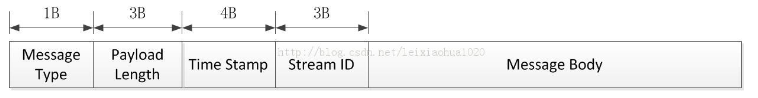 1B 3B 4B 3B
http://blog.csdn.net/leixiaohua1020
Message Type
Payload Length
Time Stamp
Stream ID
Message Body